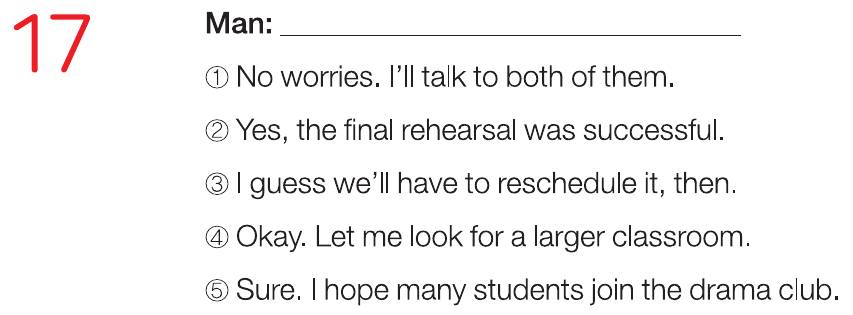 17
Man: ____________________
① No worries. I'll talk to both of them.
② Yes, the final rehearsal was successful.
③ I guess we'll have to reschedule it, then.
④ Okay. Let me look for a larger classroom.
⑤ Sure. I hope many students join the drama club.